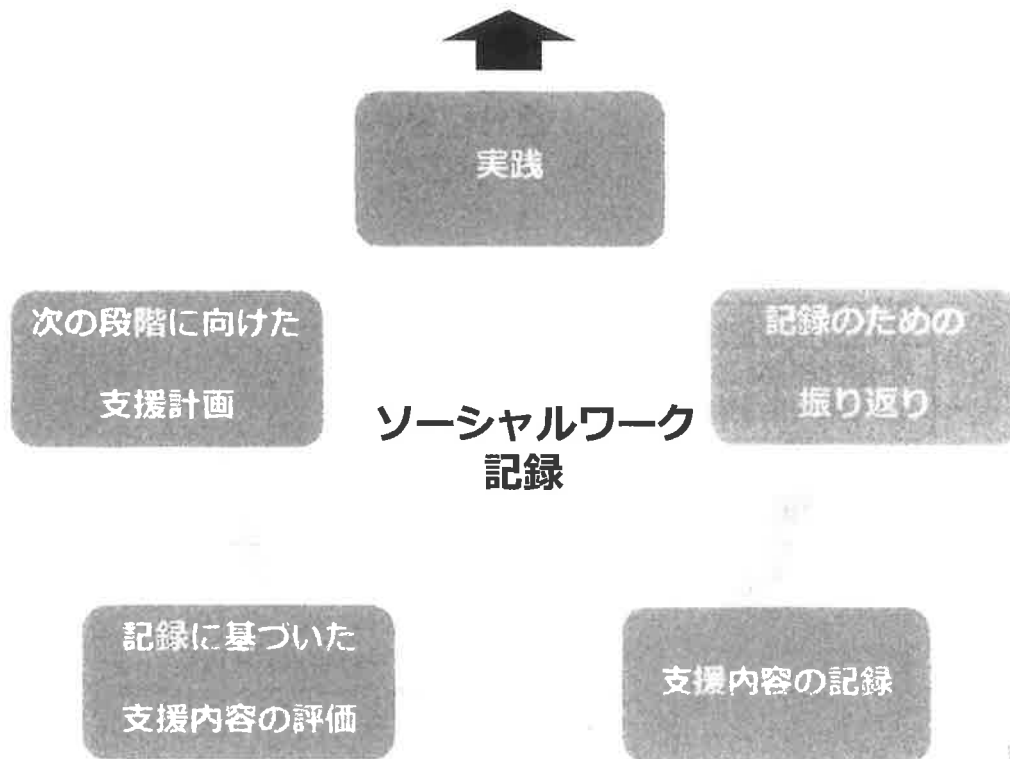 実践
次の段階に向けた
支援計画
記録のための
振り返り
ソーシャルワーク
記録
記録に基づいた
支援内容の評価
支援内容の記録